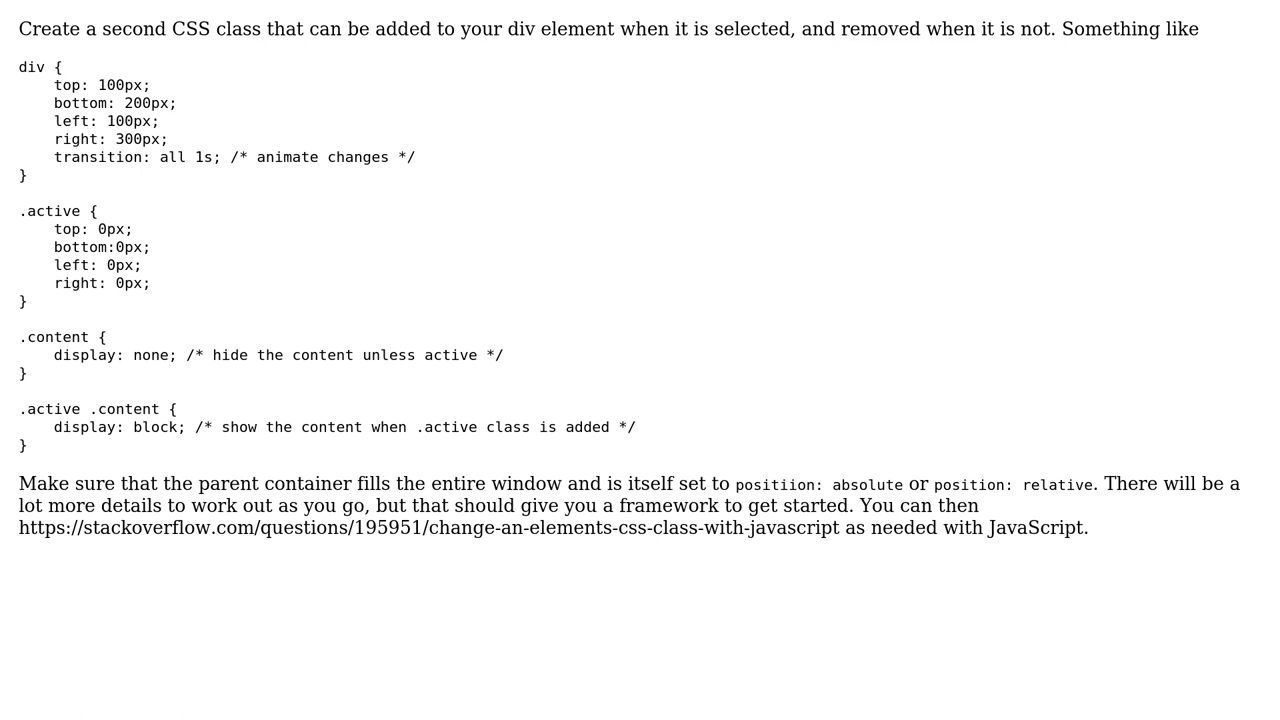 Create a second CSS class that can be added to your div element when it is selected, and removed when it is not. Something like
div {
    top: 100px;
    bottom: 200px;
    left: 100px;
    right: 300px;
    transition: all 1s; /* animate changes */
}
.active {
    top: 0px;
    bottom:0px;
    left: 0px;
    right: 0px;
}
.content {
    display: none; /* hide the content unless active */
}
.active .content {
    display: block; /* show the content when .active class is added */
}
Make sure that the parent container fills the entire window and is itself set to positiion: absolute or position: relative. There will be a
lot more details to work out as you go, but that should give you a framework to get started. You can then
https://stackoverflow.com/questions/195951/change-an-elements-css-class-with-javascript as needed with JavaScript.